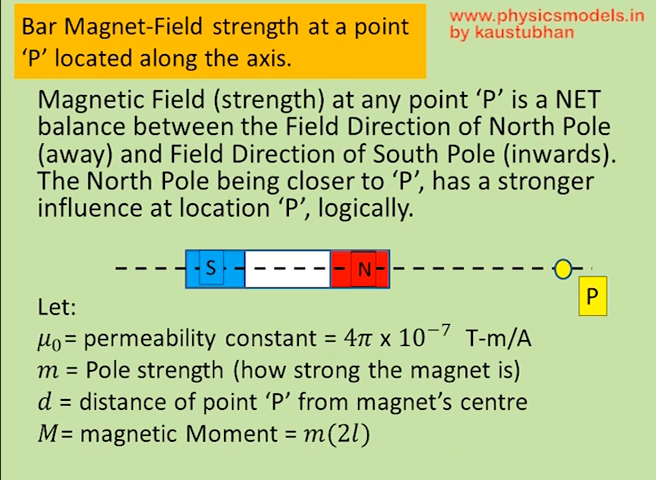 Bar Magnet-Field strength at a point
‘P’ located along the axis.
www.physicsmodels.in
by kaustubhan
Magnetic Field (strength) at any point ‘P’ is a NET
balance between the Field Direction of North Pole
(away) and Field Direction of South Pole (inwards).
The North Pole being closer to ‘P’, has a stronger
influence at location ‘P’, logically.
S N
P
Let:
μ₀= permeability constant = 4π x 10⁻⁷ T-m/A
m = Pole strength (how strong the magnet is)
d = distance of point ‘P’ from magnet’s centre
M= magnetic Moment = m(2l)